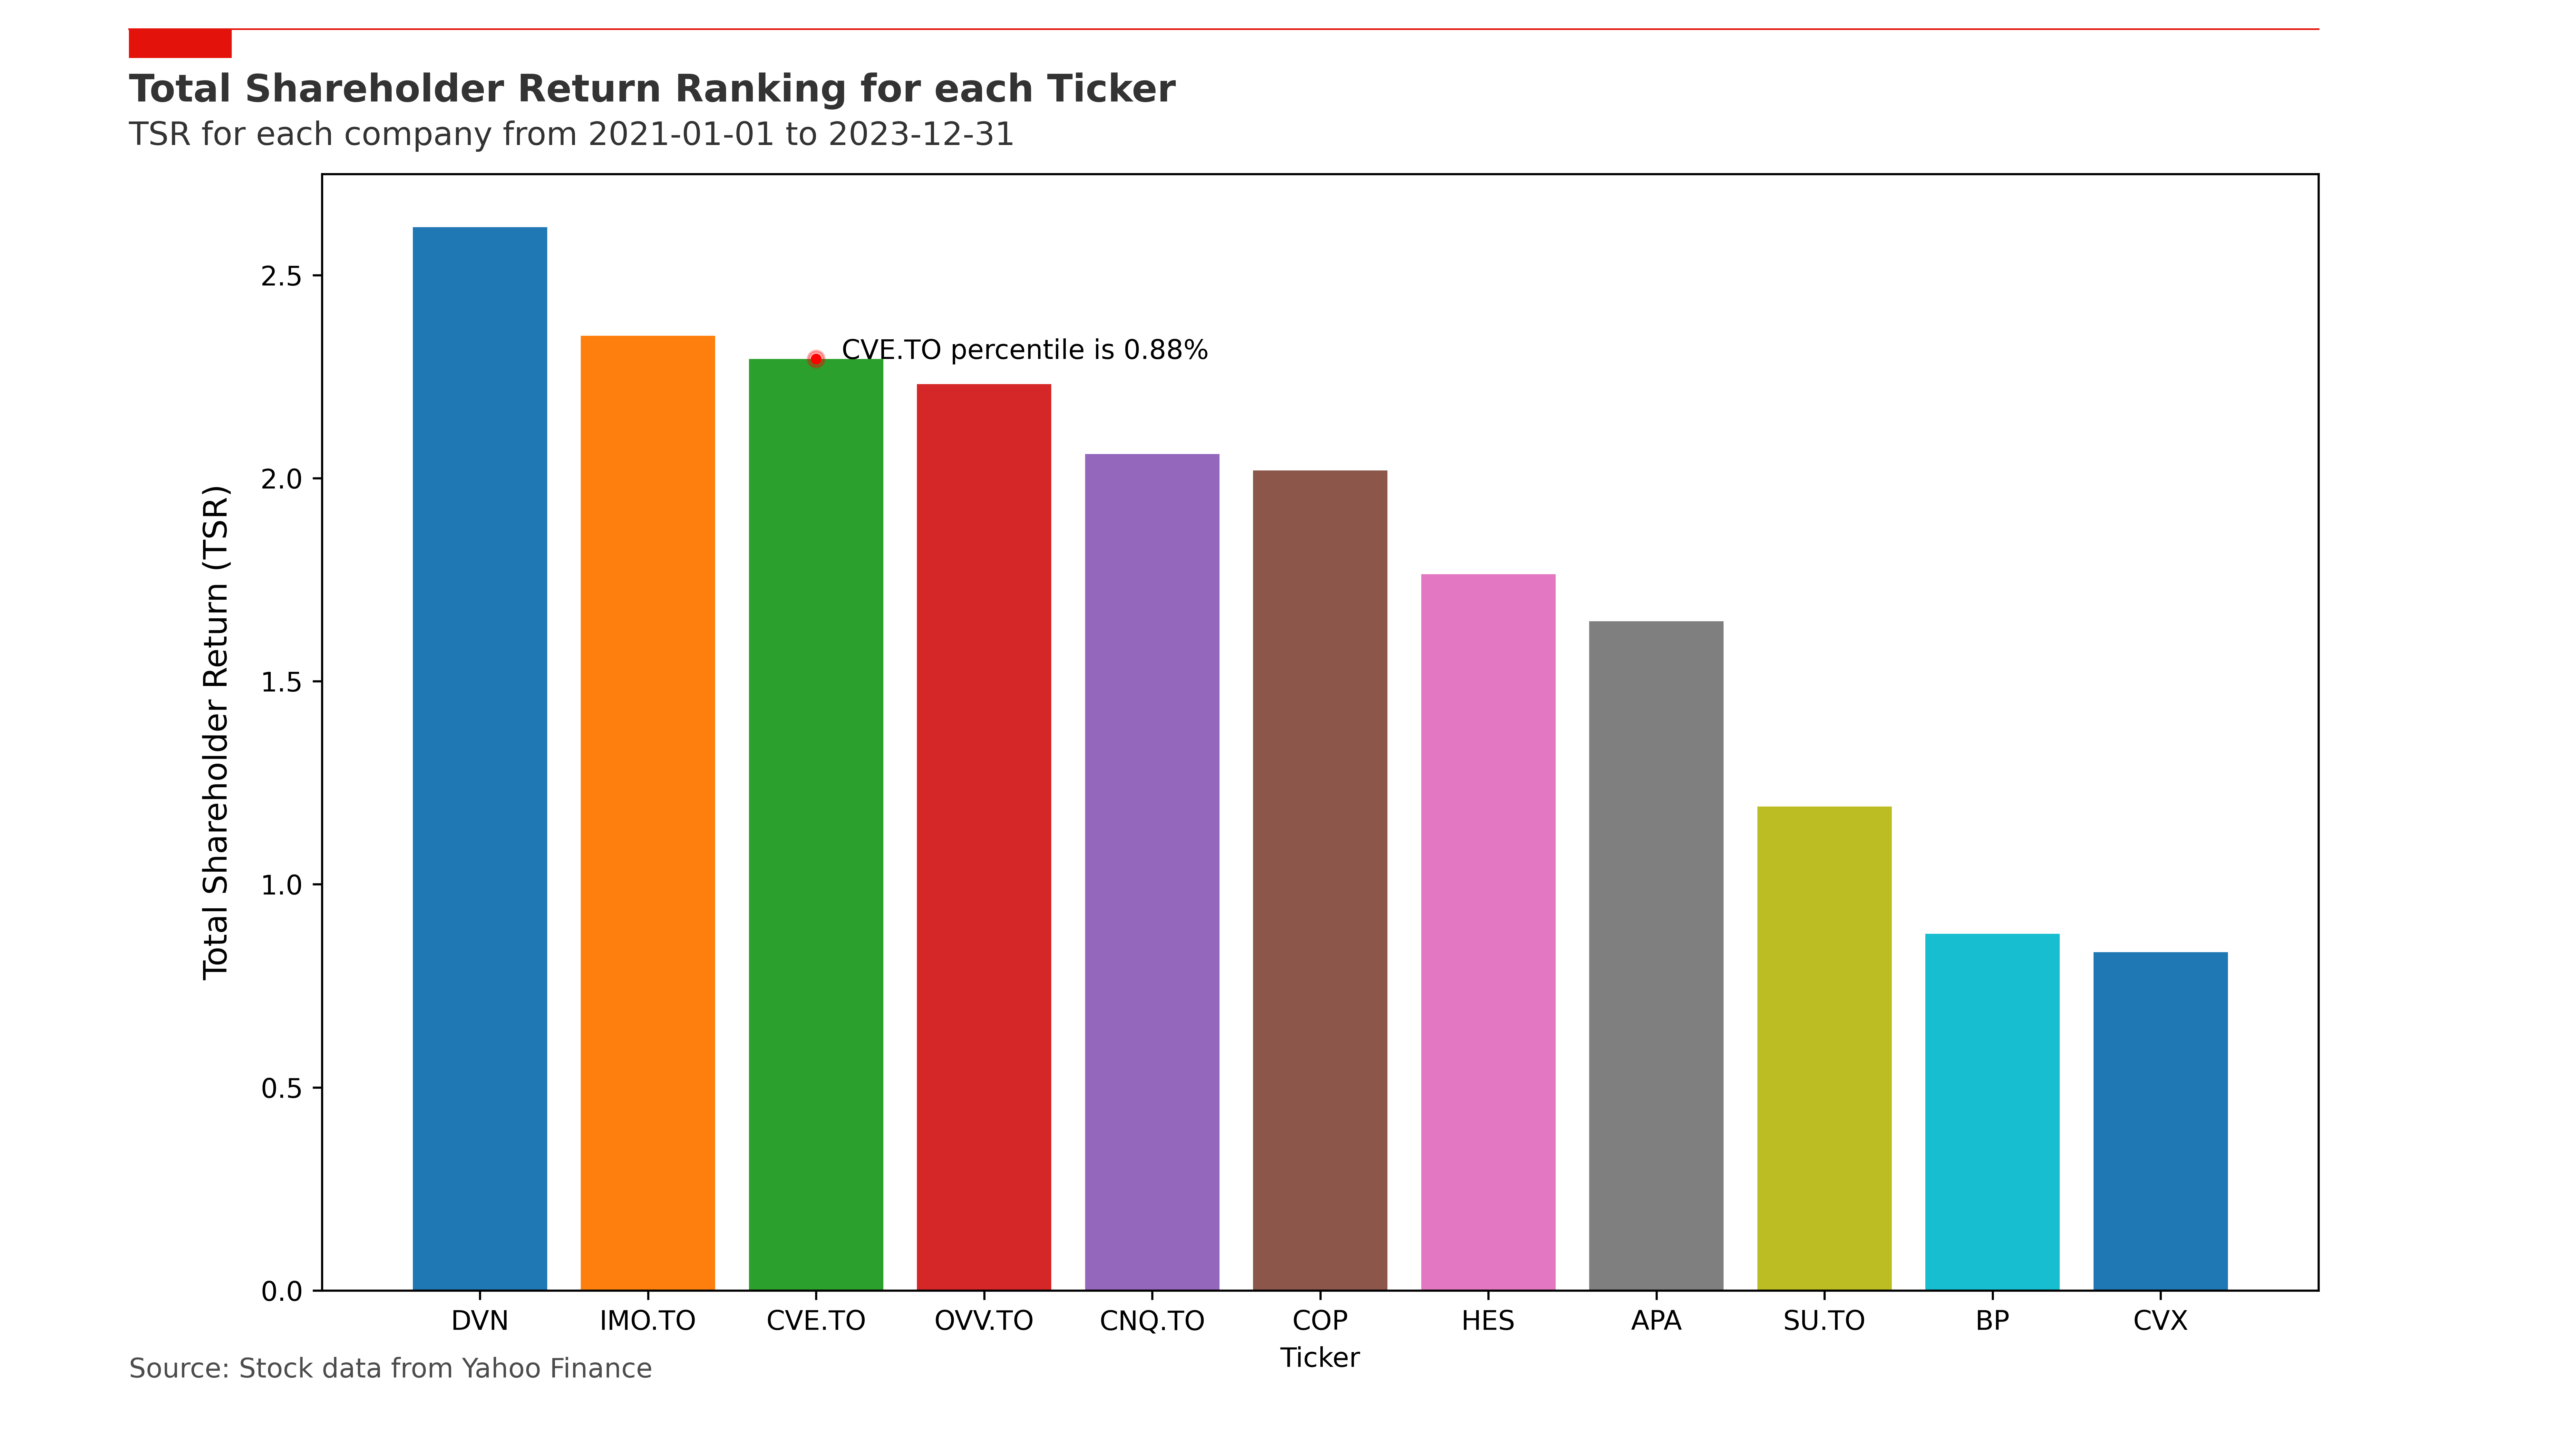 Total Shareholder Return Ranking for each Ticker
TSR for each company from 2021-01-01 to 2023-12-31
Total Shareholder Return (TSR)
2.5
2.0
1.5
1.0
0.5
0.0
CVE.TO percentile is 0.88%
DVN IMO.TO CVE.TO OVV.TO CNQ.TO COP HES APA SU.TO BP CVX
Ticker
Source: Stock data from Yahoo Finance